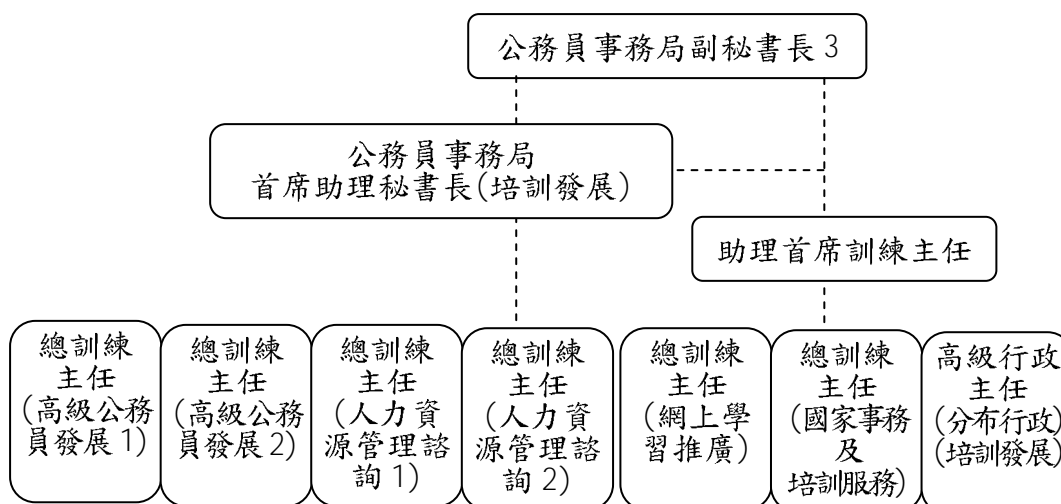 公務員事務局副秘書長 3
公務員事務局
首席助理秘書長(培訓發展)
助理首席訓練主任
總訓練
主任
(高級公務
員發展 1)
總訓練
主任
(高級公務
員發展 2)
總訓練
主任
(人力資
源管理諮
詢 1)
總訓練
主任
(人力資
源管理諮
詢 2)
總訓練
主任
(網上學
習推廣)
總訓練
主任
(國家事務
及
培訓服務)
高級行政
主任
(分布行政)
(培訓發展)